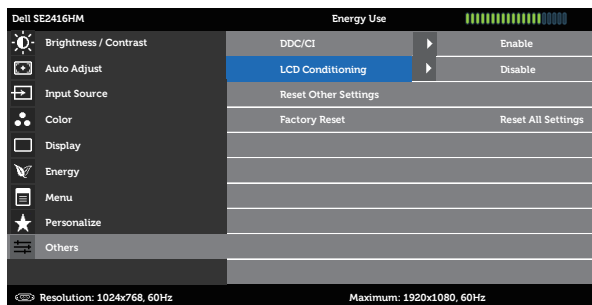 Dell SE2416HM Energy Use
Brightness / Contrast DDC/CI Enable
Auto Adjust LCD Conditioning Disable
Input Source Reset Other Settings
Color Factory Reset Reset All Settings
Display
Energy
Menu
Personalize
Others
Resolution: 1024x768, 60Hz Maximum: 1920x1080, 60Hz